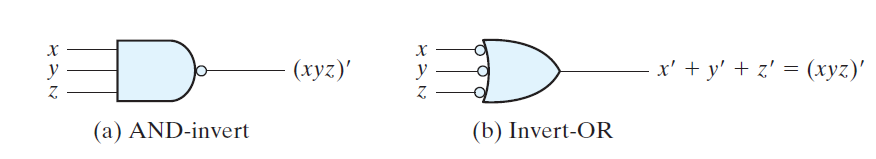 x
y
z
(xyz)′
(a) AND-invert
x
y
z
x′ + y′ + z′ = (xyz)′
(b) Invert-OR